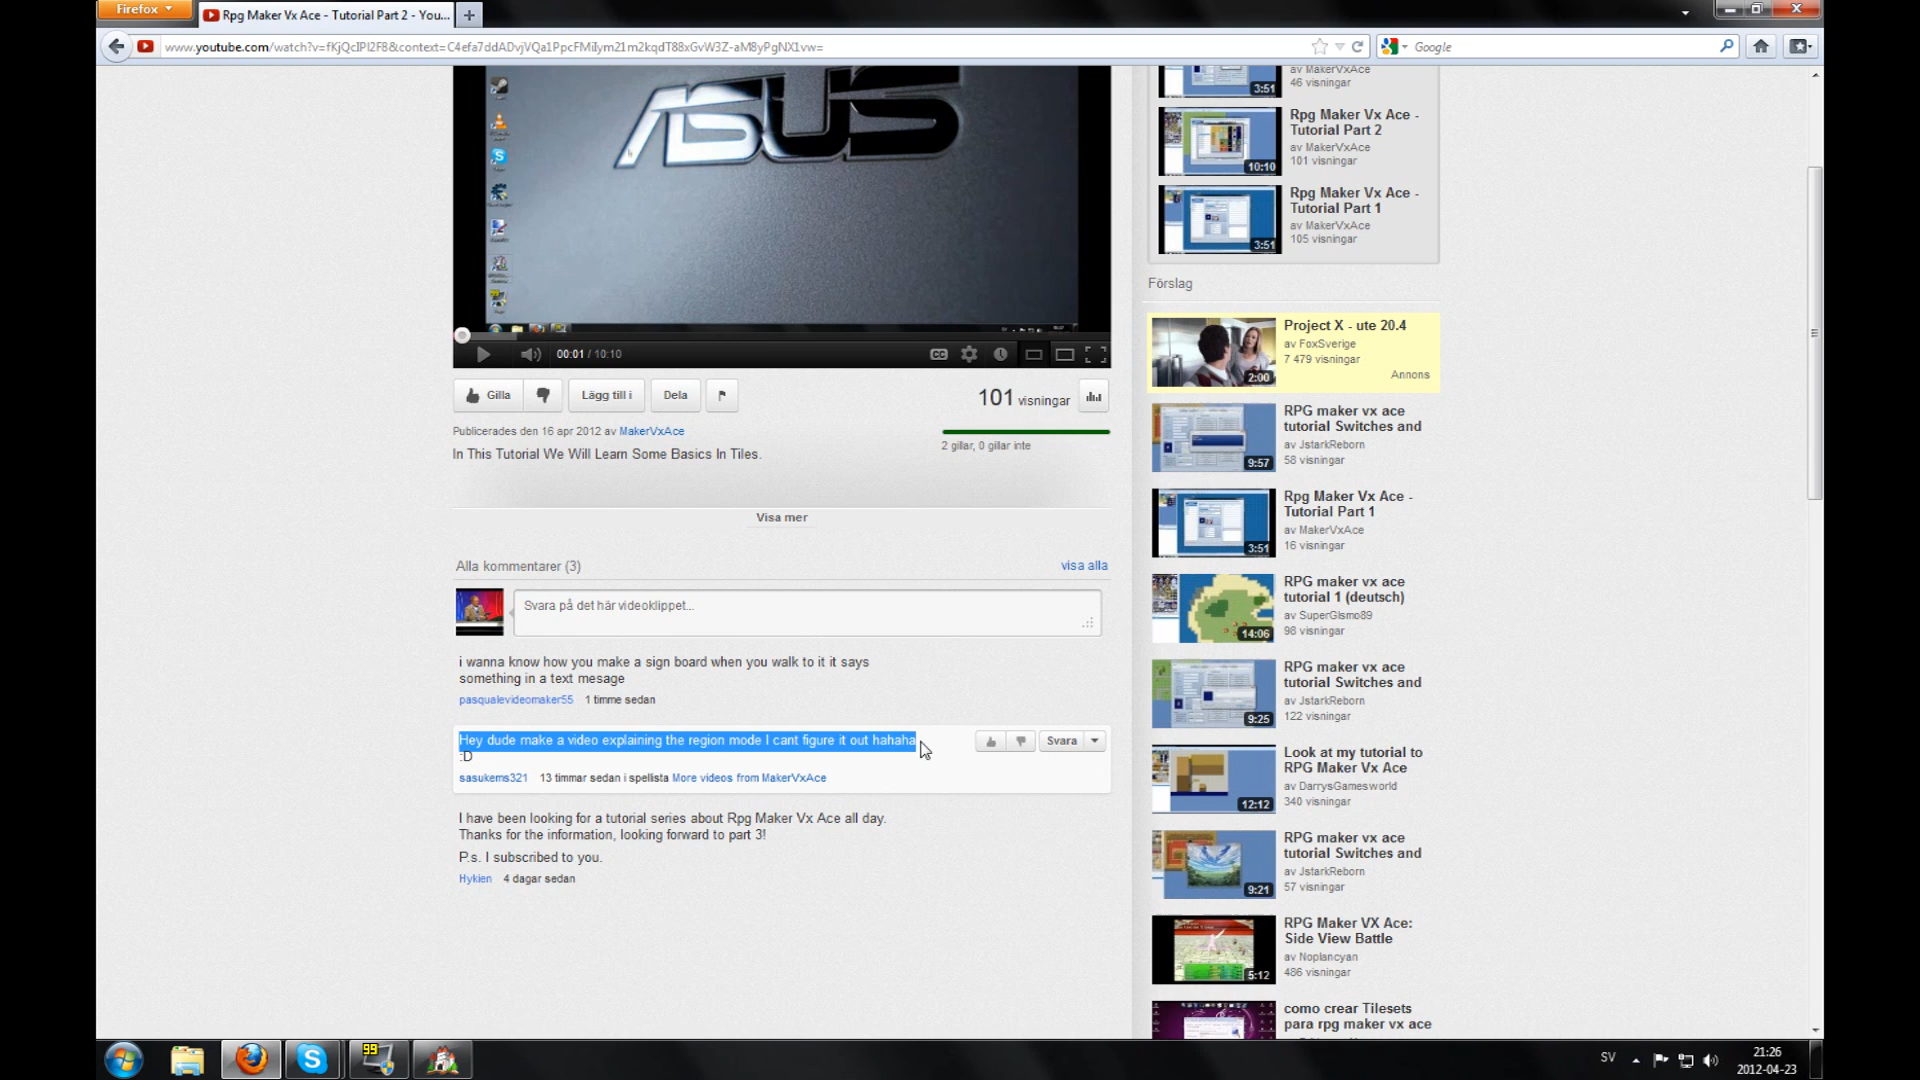 Firefox
Rpg Maker Vx Ace - Tutorial Part 2 - You...
www.youtube.com/watch?v=fKjQcIPl2F8&context=C4efa7ddADvjVQa1PpcFMiIym21m2kqdT88xGvW3Z-aM8yPgNX1vw=
Google
ASUS
00:01 / 10:10
CC
Gilla
Lägg till i
Dela
101 visningar
Publicerades den 16 apr 2012 av MakerVxAce
2 gillar, 0 gillar inte
In This Tutorial We Will Learn Some Basics In Tiles.
Visa mer
Alla kommentarer (3)
visa alla
Svara på det här videoklippet...
i wanna know how you make a sign board when you walk to it it says
something in a text mesage
pasqualevideomaker55 1 timme sedan
Hey dude make a video explaining the region mode I cant figure it out hahaha
:D
Svara
sasukems321 13 timmar sedan i spellista More videos from MakerVxAce
I have been looking for a tutorial series about Rpg Maker Vx Ace all day.
Thanks for the information, looking forward to part 3!
P.s. I subscribed to you.
Hykien 4 dagar sedan
av MakerVxAce
46 visningar
3:51
Rpg Maker Vx Ace -
Tutorial Part 2
av MakerVxAce
101 visningar
10:10
Rpg Maker Vx Ace -
Tutorial Part 1
av MakerVxAce
105 visningar
3:51
Förslag
Project X - ute 20.4
av FoxSverige
7 479 visningar
Annons
2:00
RPG maker vx ace
tutorial Switches and
av JstarkReborn
58 visningar
9:57
Rpg Maker Vx Ace -
Tutorial Part 1
av MakerVxAce
16 visningar
3:51
RPG maker vx ace
tutorial 1 (deutsch)
av SuperGismo89
98 visningar
14:06
RPG maker vx ace
tutorial Switches and
av JstarkReborn
122 visningar
9:25
Look at my tutorial to
RPG Maker Vx Ace
av DarrysGamesworld
340 visningar
12:12
RPG maker vx ace
tutorial Switches and
av JstarkReborn
57 visningar
9:21
RPG Maker VX Ace:
Side View Battle
av Noplancyan
486 visningar
5:12
como crear Tilesets
para rpg maker vx ace
99
SV
21:26
2012-04-23